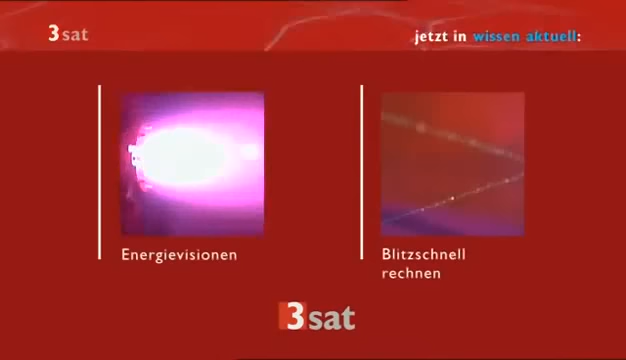 3sat
jetzt in wissen aktuell:
Energievisionen
Blitzschnell
rechnen
3sat